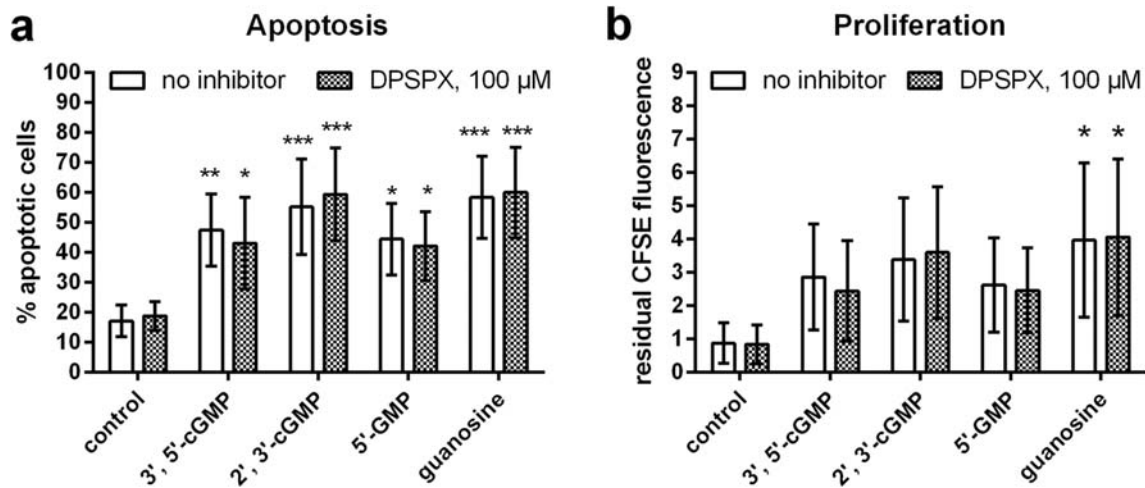 a
Apoptosis
no inhibitor
DPSPX, 100 µM
% apoptotic cells
100
90
80
70
60
50
40
30
20
10
0
**
*
***
***
*
*
***
***
control
3', 5'-cGMP
2', 3'-cGMP
5'-GMP
guanosine
b
Proliferation
no inhibitor
DPSPX, 100 µM
residual CFSE fluorescence
9
8
7
6
5
4
3
2
1
0
*
*
control
3', 5'-cGMP
2', 3'-cGMP
5'-GMP
guanosine